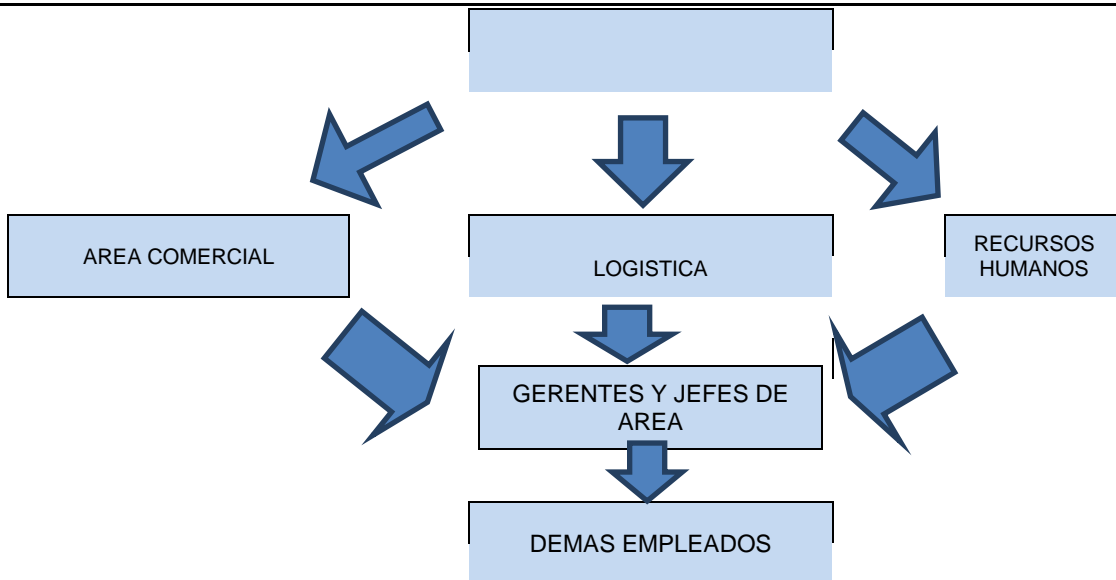 AREA COMERCIAL
LOGISTICA
RECURSOS
HUMANOS
GERENTES Y JEFES DE
AREA
DEMAS EMPLEADOS